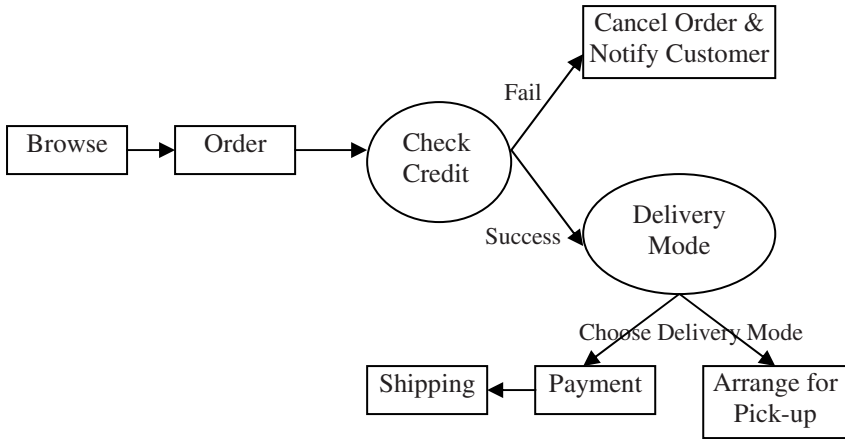 Cancel Order &
Notify Customer
Fail
Browse
Order
Check
Credit
Success
Delivery
Mode
Choose Delivery Mode
Shipping
Payment
Arrange for
Pick-up